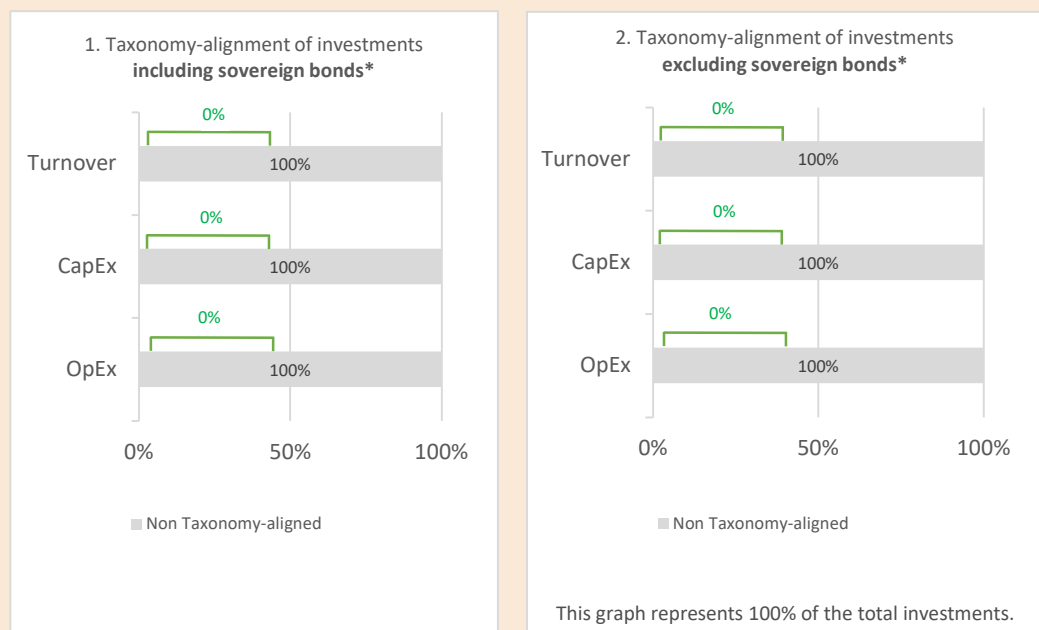 1. Taxonomy-alignment of investments
including sovereign bonds*
0%
Turnover
100%
0%
CapEx
100%
0%
OpEx
100%
0%
50%
100%
Non Taxonomy-aligned
2. Taxonomy-alignment of investments
excluding sovereign bonds*
0%
Turnover
100%
0%
CapEx
100%
0%
OpEx
100%
0%
50%
100%
Non Taxonomy-aligned
This graph represents 100% of the total investments.